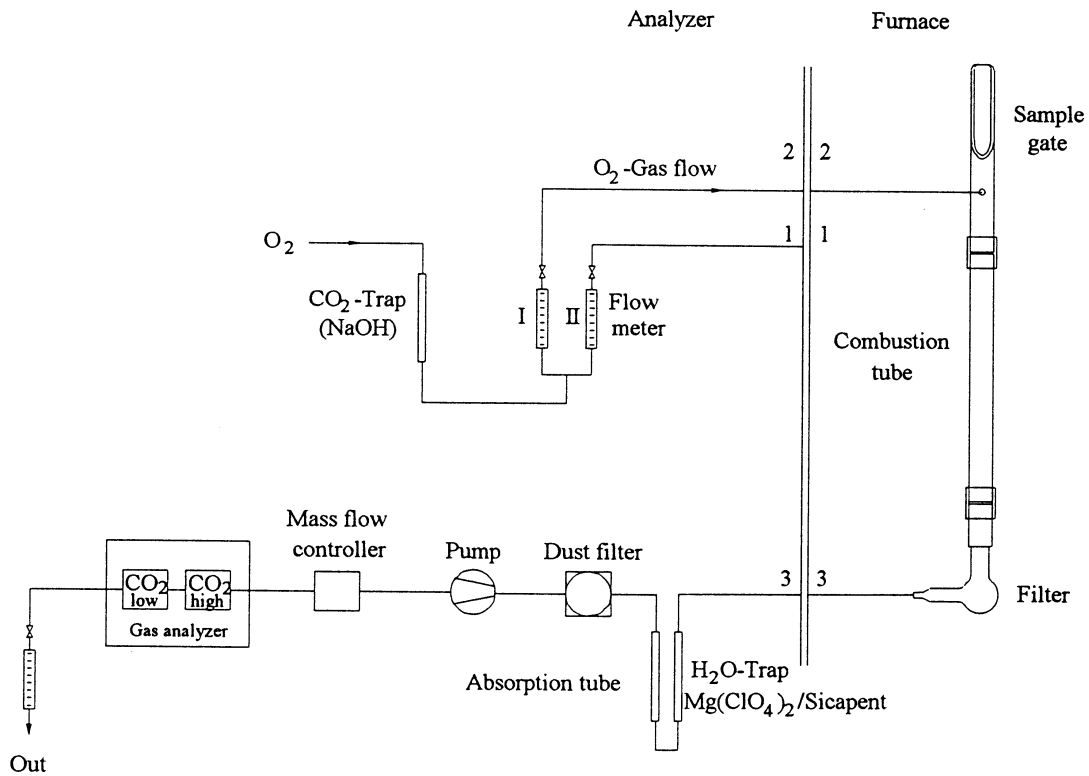 Analyzer
Furnace
Sample
gate
2 2
O2-Gas flow
1 1
O2
CO2-Trap
(NaOH)
I
II
Flow
meter
Combustion
tube
Mass flow
controller
Pump
Dust filter
3 3
CO2
low
CO2
high
Gas analyzer
Filter
Absorption tube
H2O-Trap
Mg(ClO4)2/Sicapent
Out